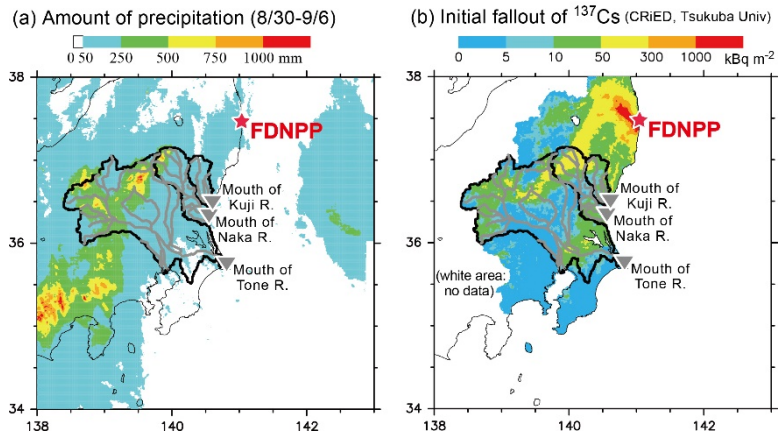 (a) Amount of precipitation (8/30-9/6)
0 50 250 500 750 1000 mm
38
36
34
138 140 142
FDNPP
Mouth of
Kuji R.
Mouth of
Naka R.
Mouth of
Tone R.
(b) Initial fallout of ¹³⁷Cs (CRiED, Tsukuba Univ)
0 5 10 50 300 1000 kBq m⁻²
38
36
34
138 140 142
FDNPP
Mouth of
Kuji R.
Mouth of
Naka R.
Mouth of
Tone R.
(white area:
no data)